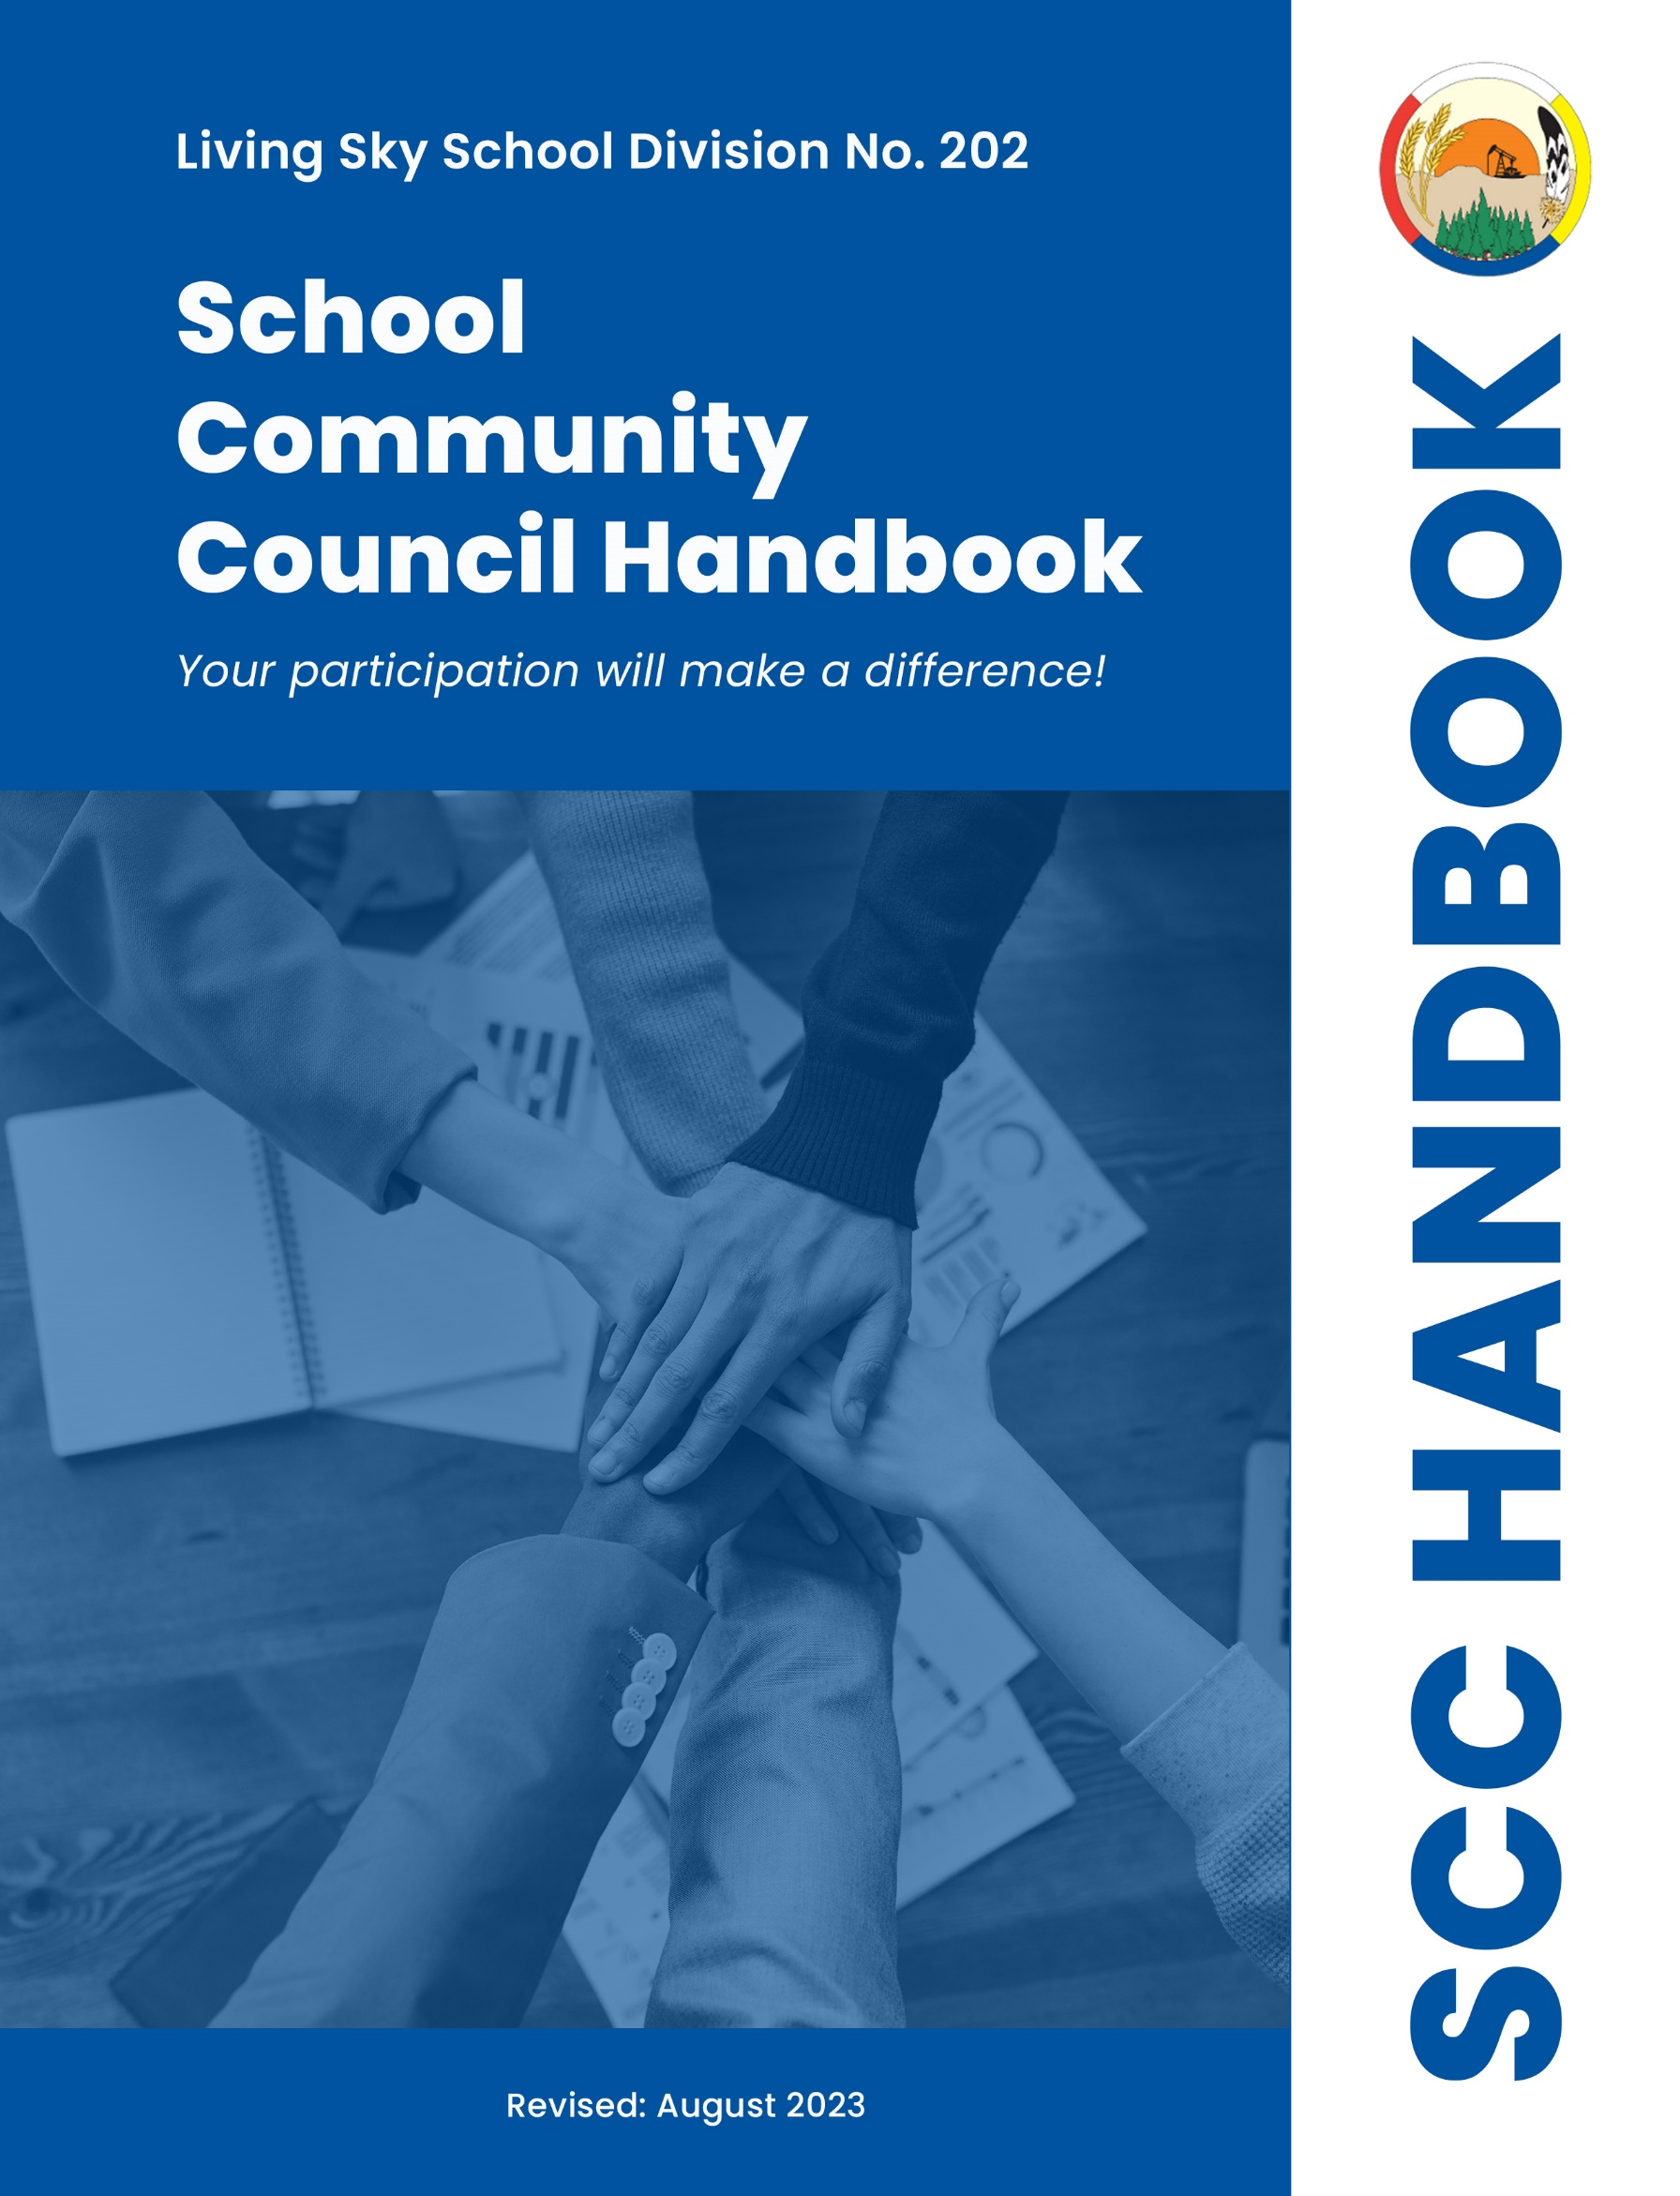 Living Sky School Division No. 202
School
Community
Council Handbook
Your participation will make a difference!
Revised: August 2023
SCC HANDBOOK